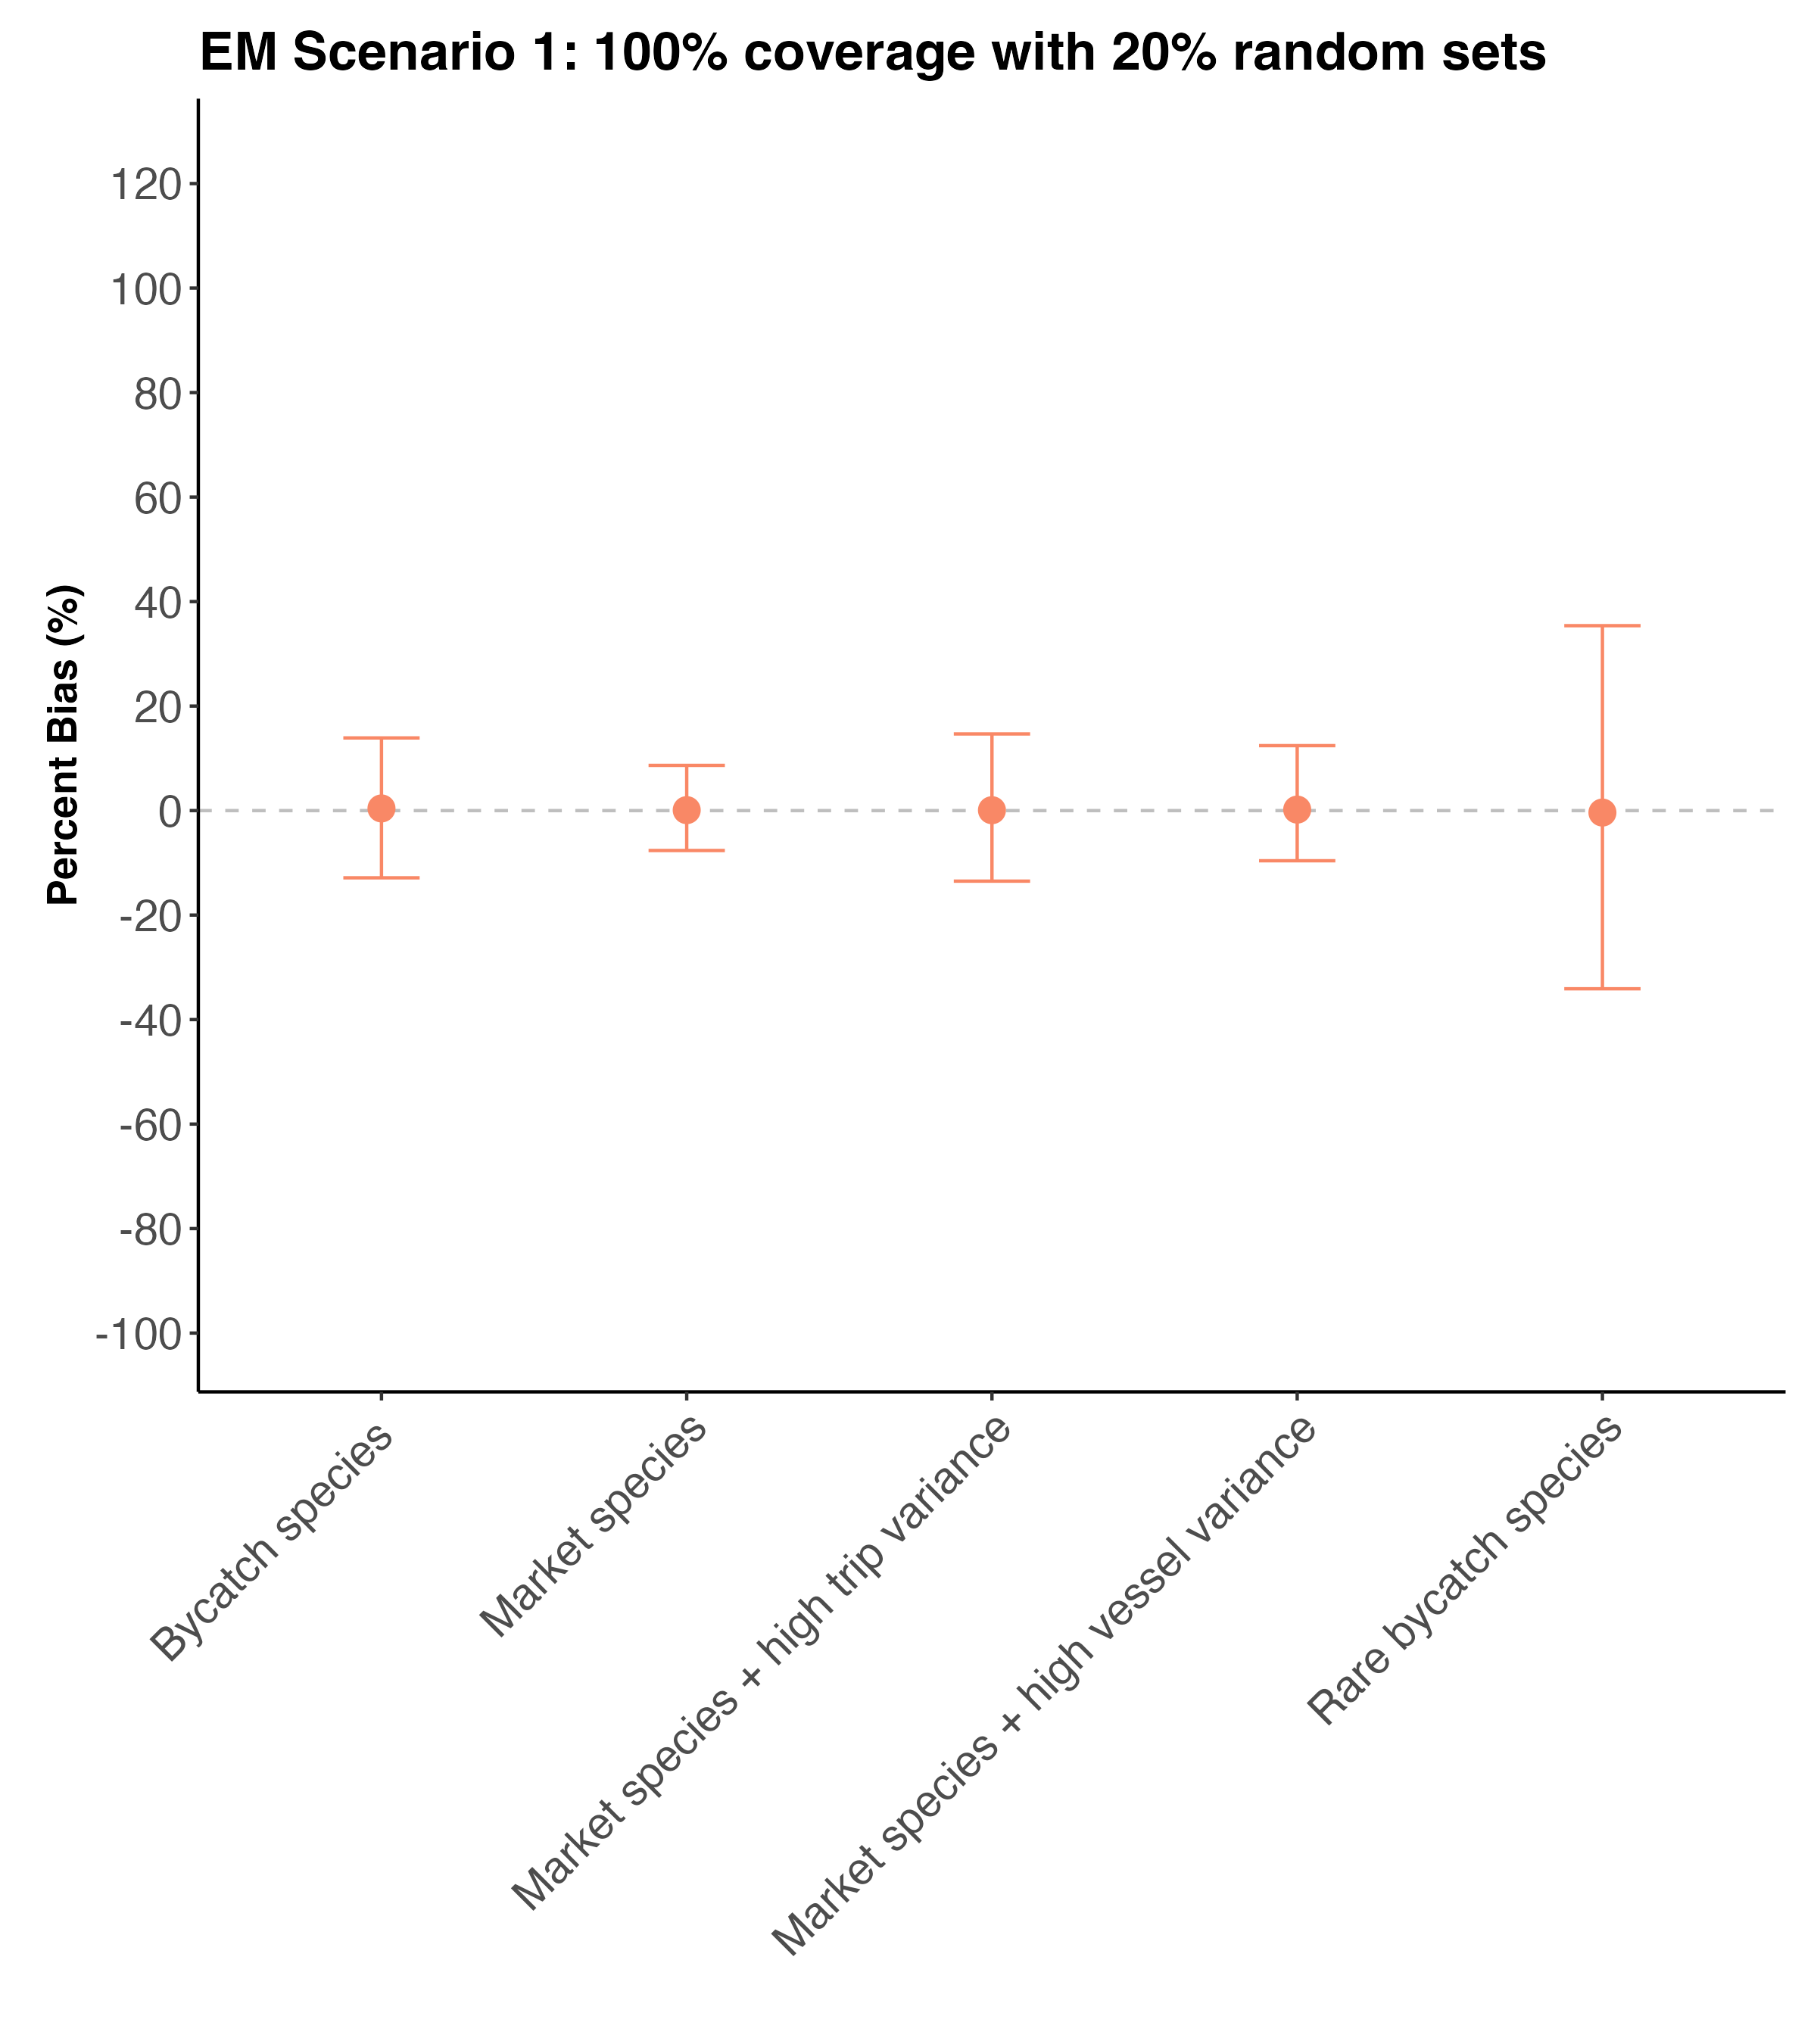 EM Scenario 1: 100% coverage with 20% random sets
Percent Bias (%)
120
100
80
60
40
20
0
-20
-40
-60
-80
-100
Bycatch species
Market species
Market species + high trip variance
Market species + high vessel variance
Rare bycatch species